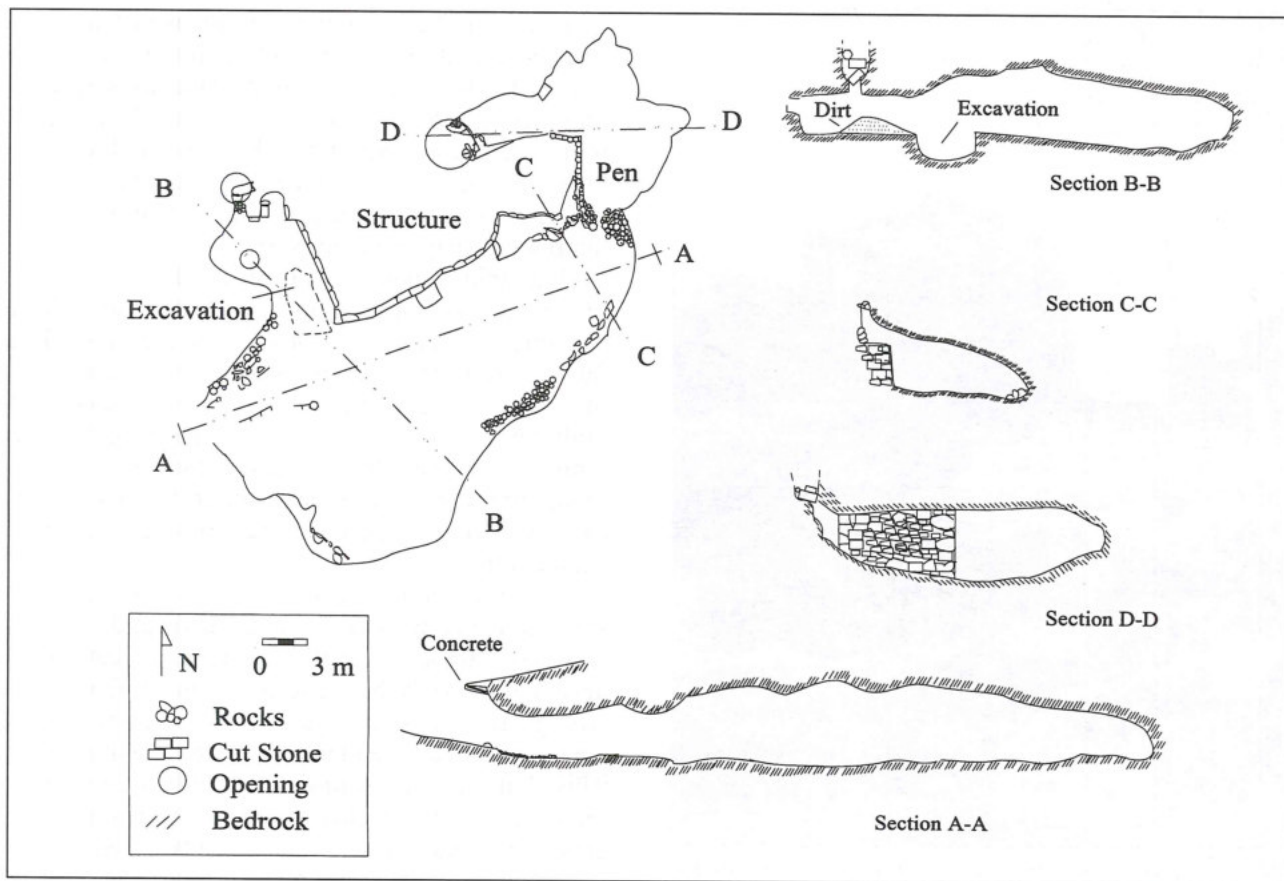 D
D
C
B
Pen
Structure
A
Excavation
C
A
B
Dirt
Excavation
Section B-B
Section C-C
Section D-D
Concrete
Section A-A
N
0 3 m
Rocks
Cut Stone
Opening
Bedrock